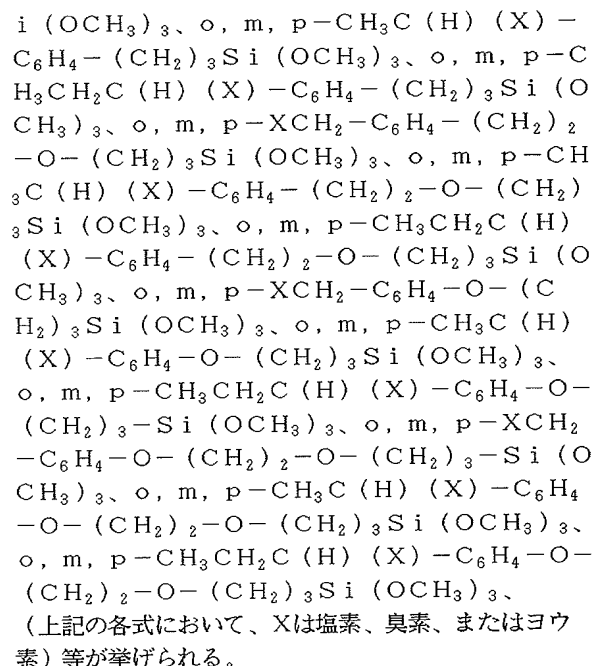 i (OCH₃)₃、o, m, p−CH₃C (H) (X) −
C₆H₄− (CH₂)₃Si (OCH₃)₃、o, m, p−C
H₃CH₂C (H) (X) −C₆H₄− (CH₂)₃Si (O
CH₃)₃、o, m, p−XCH₂−C₆H₄− (CH₂)₂
−O− (CH₂)₃Si (OCH₃)₃、o, m, p−CH
₃C (H) (X) −C₆H₄− (CH₂)₂−O− (CH₂)
₃Si (OCH₃)₃、o, m, p−CH₃CH₂C (H)
(X) −C₆H₄− (CH₂)₂−O− (CH₂)₃Si (O
CH₃)₃、o, m, p−XCH₂−C₆H₄−O− (C
H₂)₃Si (OCH₃)₃、o, m, p−CH₃C (H)
(X) −C₆H₄−O− (CH₂)₃Si (OCH₃)₃、
o, m, p−CH₃CH₂C (H) (X) −C₆H₄−O−
(CH₂)₃−Si (OCH₃)₃、o, m, p−XCH₂
−C₆H₄−O− (CH₂)₂−O− (CH₂)₃−Si (O
CH₃)₃、o, m, p−CH₃C (H) (X) −C₆H₄
−O− (CH₂)₂−O− (CH₂)₃Si (OCH₃)₃、
o, m, p−CH₃CH₂C (H) (X) −C₆H₄−O−
(CH₂)₂−O− (CH₂)₃Si (OCH₃)₃、
(上記の各式において、Xは塩素、臭素、またはヨウ
素) 等が挙げられる。